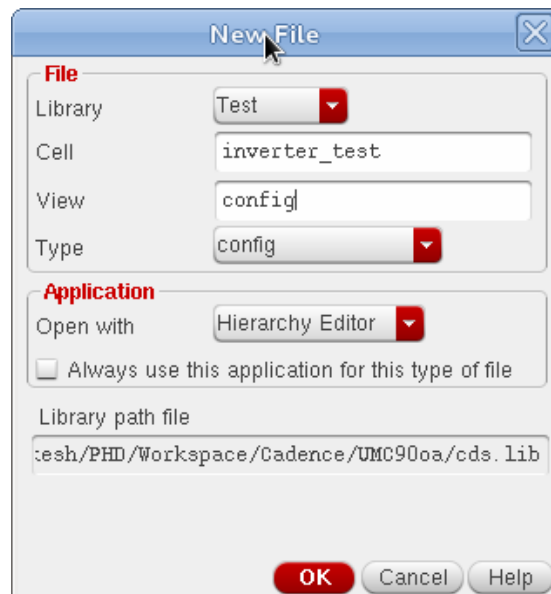 New File
File
Library Test
Cell inverter_test
View config
Type config
Application
Open with Hierarchy Editor
Always use this application for this type of file
Library path file
:esh/PHD/Workspace/Cadence/UMC90oa/cds.lib
OK Cancel Help